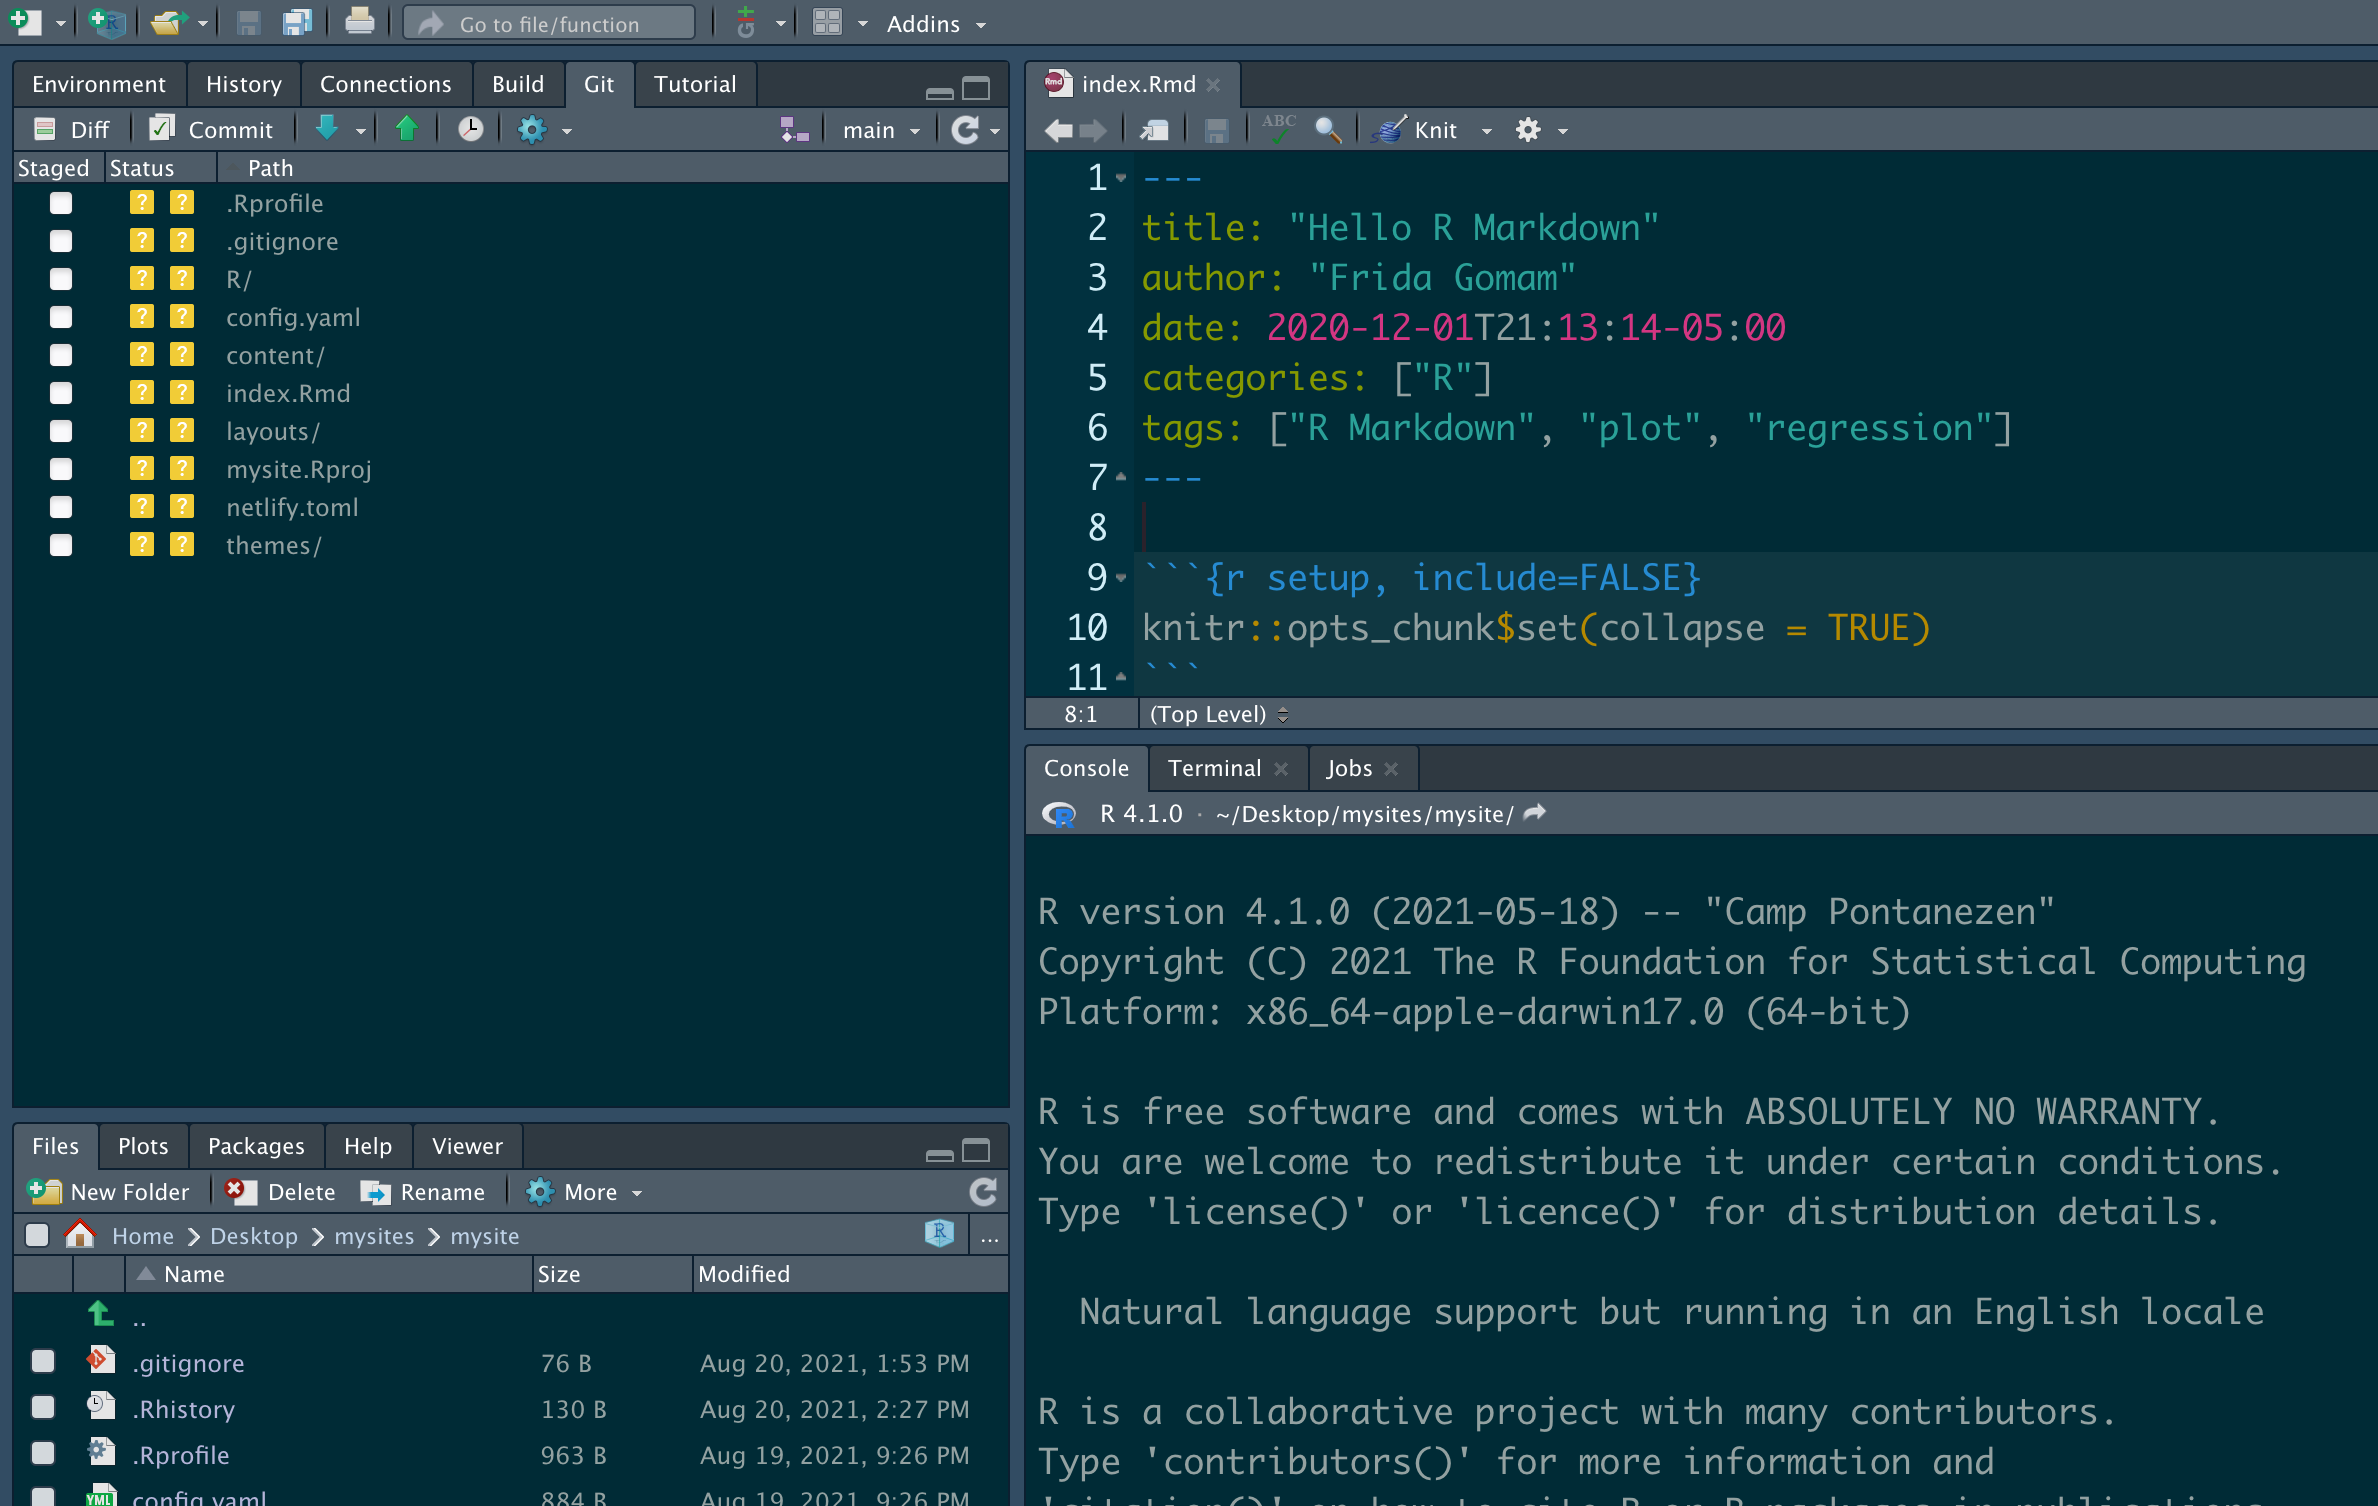 Go to file/function
Addins
Environment History Connections Build Git Tutorial
Diff Commit main
Staged Status Path
.Rprofile
.gitignore
R/
config.yaml
content/
index.Rmd
layouts/
mysite.Rproj
netlify.toml
themes/
Files Plots Packages Help Viewer
New Folder Delete Rename More
Home Desktop mysites mysite ...
Name Size Modified
..
.gitignore 76 B Aug 20, 2021, 1:53 PM
.Rhistory 130 B Aug 20, 2021, 2:27 PM
.Rprofile 963 B Aug 19, 2021, 9:26 PM
config.yaml 884 B Aug 19, 2021, 9:26 PM
index.Rmd
ABC Knit
1 ---
2 title: "Hello R Markdown"
3 author: "Frida Gomam"
4 date: 2020-12-01T21:13:14-05:00
5 categories: ["R"]
6 tags: ["R Markdown", "plot", "regression"]
7 ---
8
9 ```{r setup, include=FALSE}
10 knitr::opts_chunk$set(collapse = TRUE)
11 ```
8:1 (Top Level)
Console Terminal Jobs
R 4.1.0 · ~/Desktop/mysites/mysite/
R version 4.1.0 (2021-05-18) -- "Camp Pontanezen"
Copyright (C) 2021 The R Foundation for Statistical Computing
Platform: x86_64-apple-darwin17.0 (64-bit)
R is free software and comes with ABSOLUTELY NO WARRANTY.
You are welcome to redistribute it under certain conditions.
Type 'license()' or 'licence()' for distribution details.
Natural language support but running in an English locale
R is a collaborative project with many contributors.
Type 'contributors()' for more information and
'citation()' on how to cite R or R packages in publications